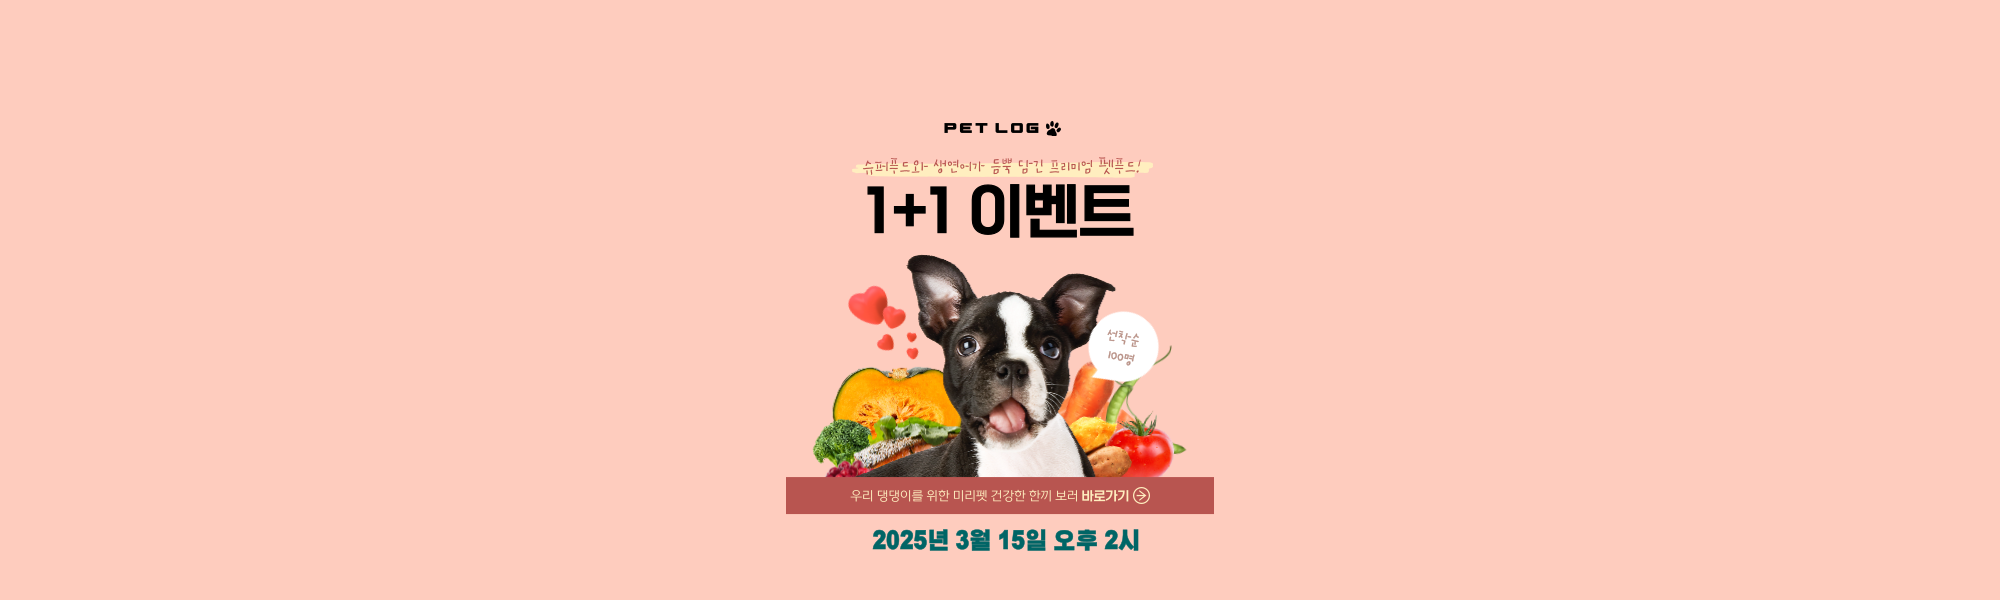 PET LOG
슈퍼푸드와 생연어가 듬뿍 담긴 프리미엄 펫푸드!
1+1 이벤트
선착순
100명
우리 댕댕이를 위한 미리펫 건강한 한끼 보러 바로가기
2025년 3월 15일 오후 2시